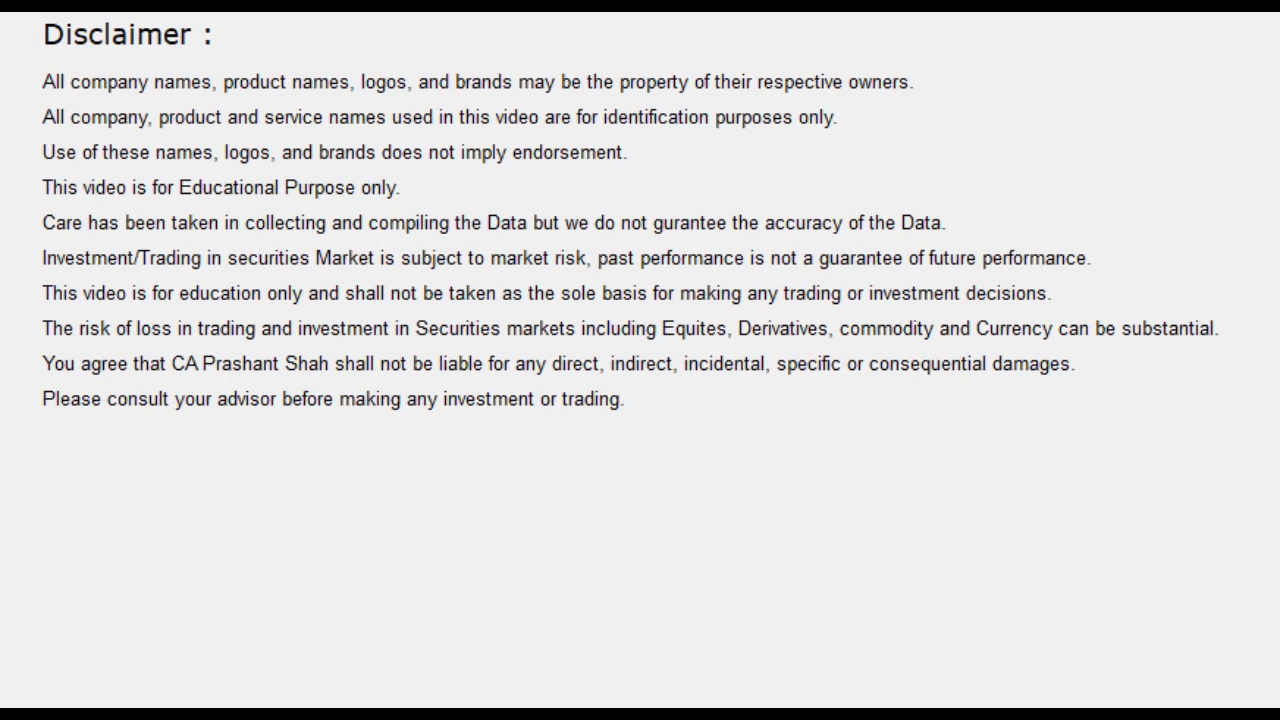 Disclaimer :
All company names, product names, logos, and brands may be the property of their respective owners.
All company, product and service names used in this video are for identification purposes only.
Use of these names, logos, and brands does not imply endorsement.
This video is for Educational Purpose only.
Care has been taken in collecting and compiling the Data but we do not gurantee the accuracy of the Data.
Investment/Trading in securities Market is subject to market risk, past performance is not a guarantee of future performance.
This video is for education only and shall not be taken as the sole basis for making any trading or investment decisions.
The risk of loss in trading and investment in Securities markets including Equites, Derivatives, commodity and Currency can be substantial.
You agree that CA Prashant Shah shall not be liable for any direct, indirect, incidental, specific or consequential damages.
Please consult your advisor before making any investment or trading.